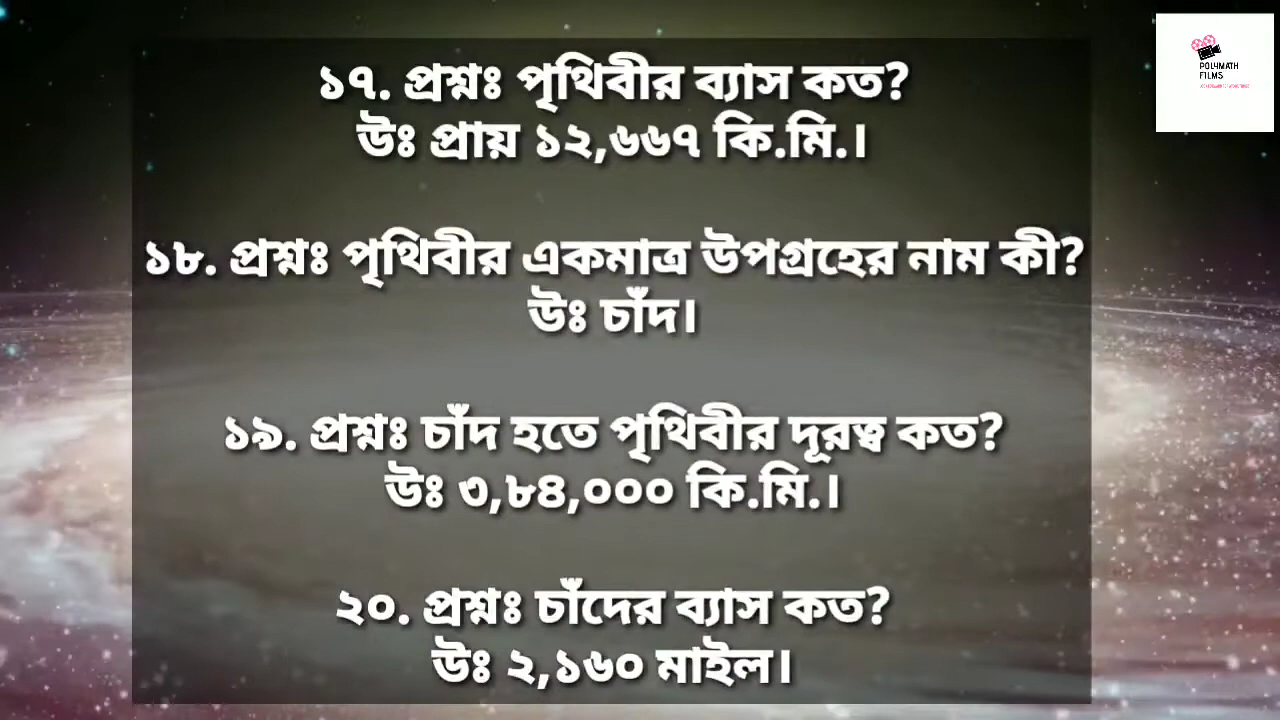 ১৭. প্রশ্নঃ পৃথিবীর ব্যাস কত?
উঃ প্রায় ১২,৬৬৭ কি.মি.।
১৮. প্রশ্নঃ পৃথিবীর একমাত্র উপগ্রহের নাম কী?
উঃ চাঁদ।
১৯. প্রশ্নঃ চাঁদ হতে পৃথিবীর দূরত্ব কত?
উঃ ৩,৮৪,০০০ কি.মি.।
২০. প্রশ্নঃ চাঁদের ব্যাস কত?
উঃ ২,১৬০ মাইল।
POLYMATH
FILMS